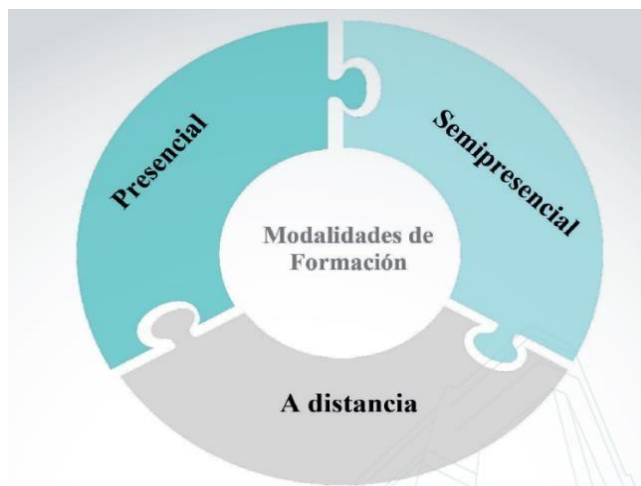 Presencial
Semipresencial
Modalidades de
Formación
A distancia